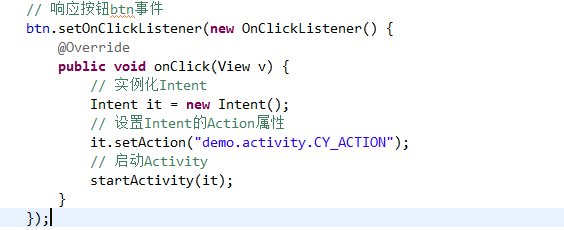 // 响应按钮btn事件
btn.setOnClickListener(new OnClickListener() {
    @Override
    public void onClick(View v) {
        // 实例化Intent
        Intent it = new Intent();
        // 设置Intent的Action属性
        it.setAction("demo.activity.CY_ACTION");
        // 启动Activity
        startActivity(it);
    }
});